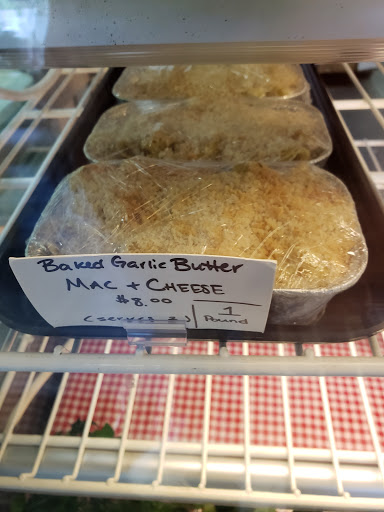 Baked Garlic Butter
Mac + Cheese
$8.00
(serves 2)
1
Pound